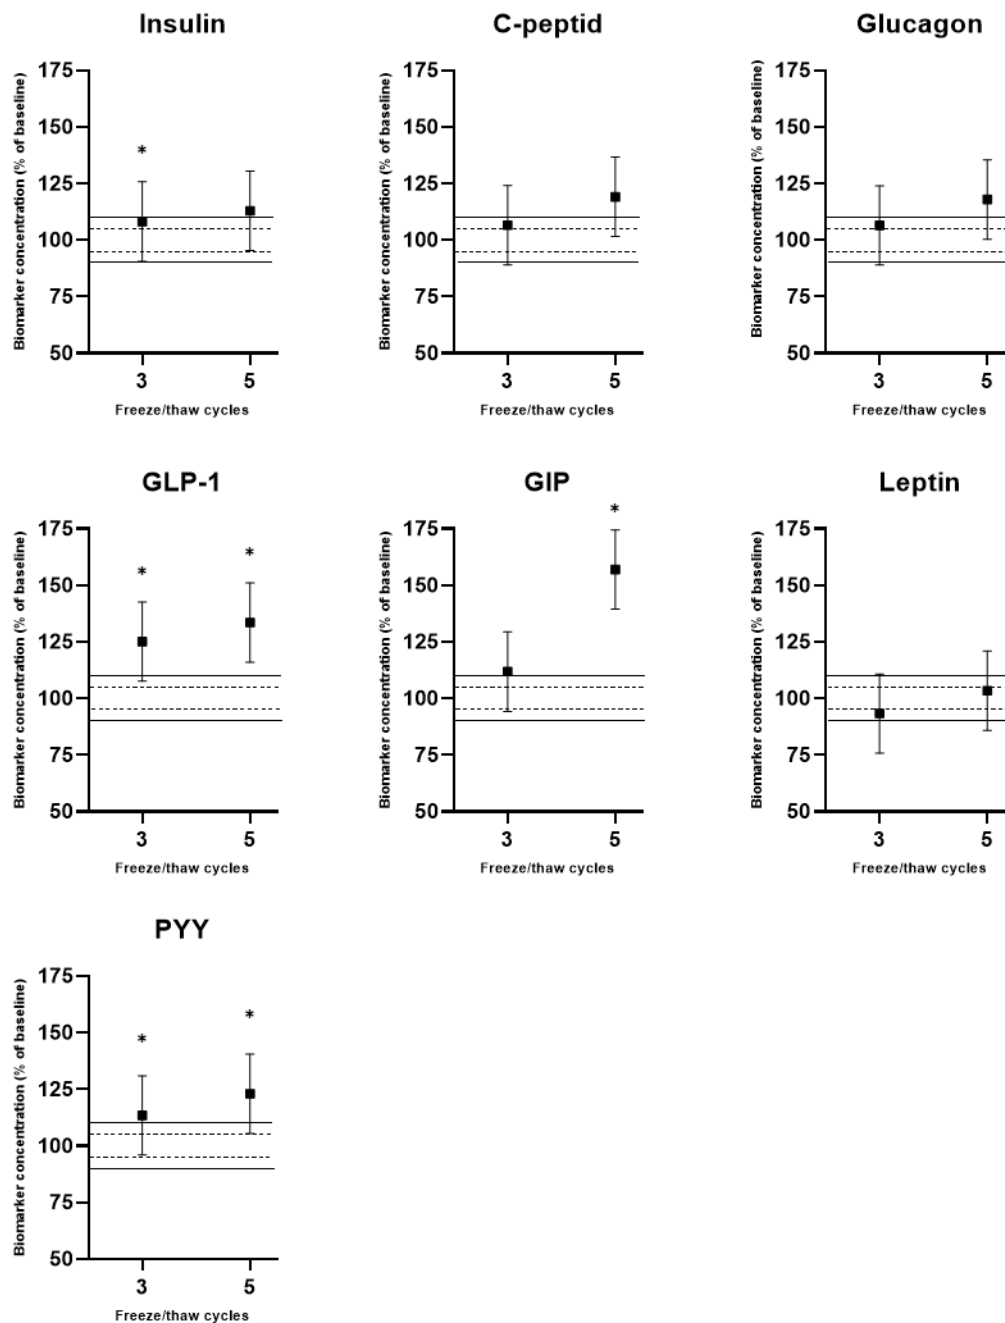 Insulin
Biomarker concentration (% of baseline)
175
150
125
100
75
50
*
3
5
Freeze/thaw cycles
C-peptid
Biomarker concentration (% of baseline)
175
150
125
100
75
50
3
5
Freeze/thaw cycles
Glucagon
Biomarker concentration (% of baseline)
175
150
125
100
75
50
3
5
Freeze/thaw cycles
GLP-1
Biomarker concentration (% of baseline)
175
150
125
100
75
50
*
*
3
5
Freeze/thaw cycles
GIP
Biomarker concentration (% of baseline)
175
150
125
100
75
50
*
3
5
Freeze/thaw cycles
Leptin
Biomarker concentration (% of baseline)
175
150
125
100
75
50
3
5
Freeze/thaw cycles
PYY
Biomarker concentration (% of baseline)
175
150
125
100
75
50
*
*
3
5
Freeze/thaw cycles